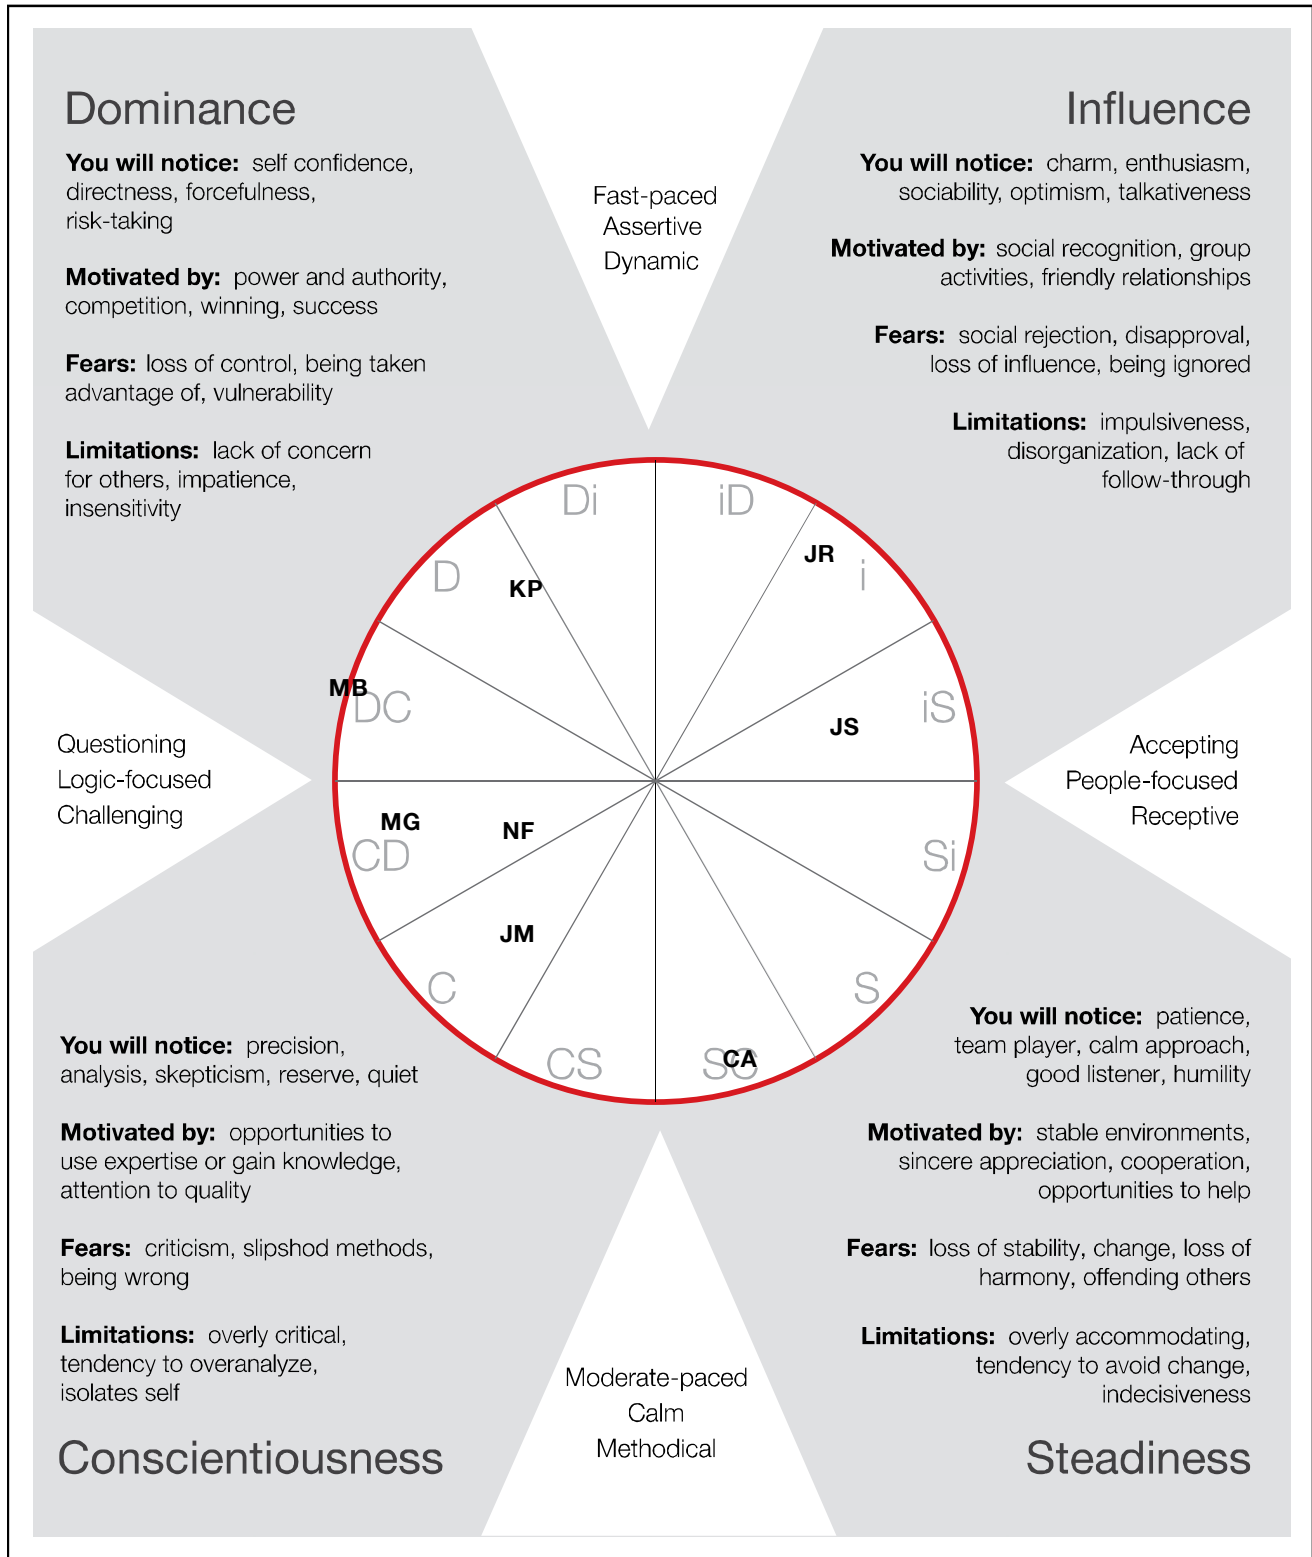 Dominance
You will notice: self confidence,
directness, forcefulness,
risk-taking
Motivated by: power and authority,
competition, winning, success
Fears: loss of control, being taken
advantage of, vulnerability
Limitations: lack of concern
for others, impatience,
insensitivity
Fast-paced
Assertive
Dynamic
Influence
You will notice: charm, enthusiasm,
sociability, optimism, talkativeness
Motivated by: social recognition, group
activities, friendly relationships
Fears: social rejection, disapproval,
loss of influence, being ignored
Limitations: impulsiveness,
disorganization, lack of
follow-through
Di
iD
JR
D
KP
i
MB
DC
iS
JS
Questioning
Logic-focused
Challenging
Accepting
People-focused
Receptive
MG
NF
CD
Si
JM
C
S
CS
SC
CA
You will notice: precision,
analysis, skepticism, reserve, quiet
Motivated by: opportunities to
use expertise or gain knowledge,
attention to quality
Fears: criticism, slipshod methods,
being wrong
Limitations: overly critical,
tendency to overanalyze,
isolates self
Conscientiousness
Moderate-paced
Calm
Methodical
You will notice: patience,
team player, calm approach,
good listener, humility
Motivated by: stable environments,
sincere appreciation, cooperation,
opportunities to help
Fears: loss of stability, change, loss of
harmony, offending others
Limitations: overly accommodating,
tendency to avoid change,
indecisiveness
Steadiness